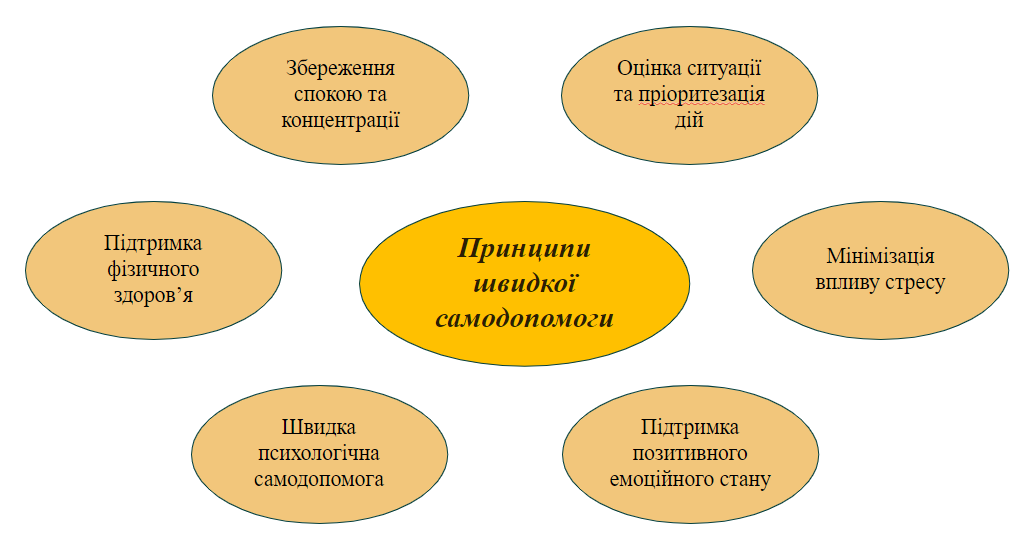 Збереження
спокою та
концентрації
Оцінка ситуації
та пріоритезація
дій
Підтримка
фізичного
здоров’я
Принципи
швидкої
самодопомоги
Мінімізація
впливу стресу
Швидка
психологічна
самодопомога
Підтримка
позитивного
емоційного стану